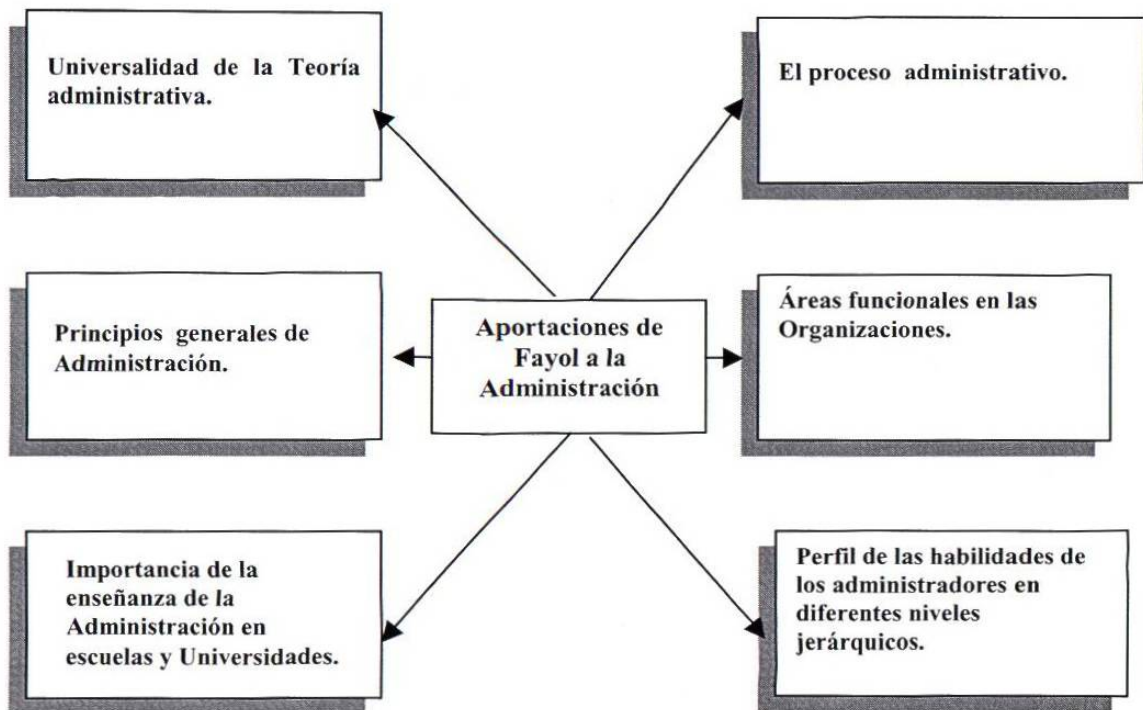 Universalidad de la Teoría
administrativa.
El proceso administrativo.
Principios generales de
Administración.
Aportaciones de
Fayol a la
Administración
Áreas funcionales en las
Organizaciones.
Importancia de la
enseñanza de la
Administración en
escuelas y Universidades.
Perfil de las habilidades de
los administradores en
diferentes niveles
jerárquicos.